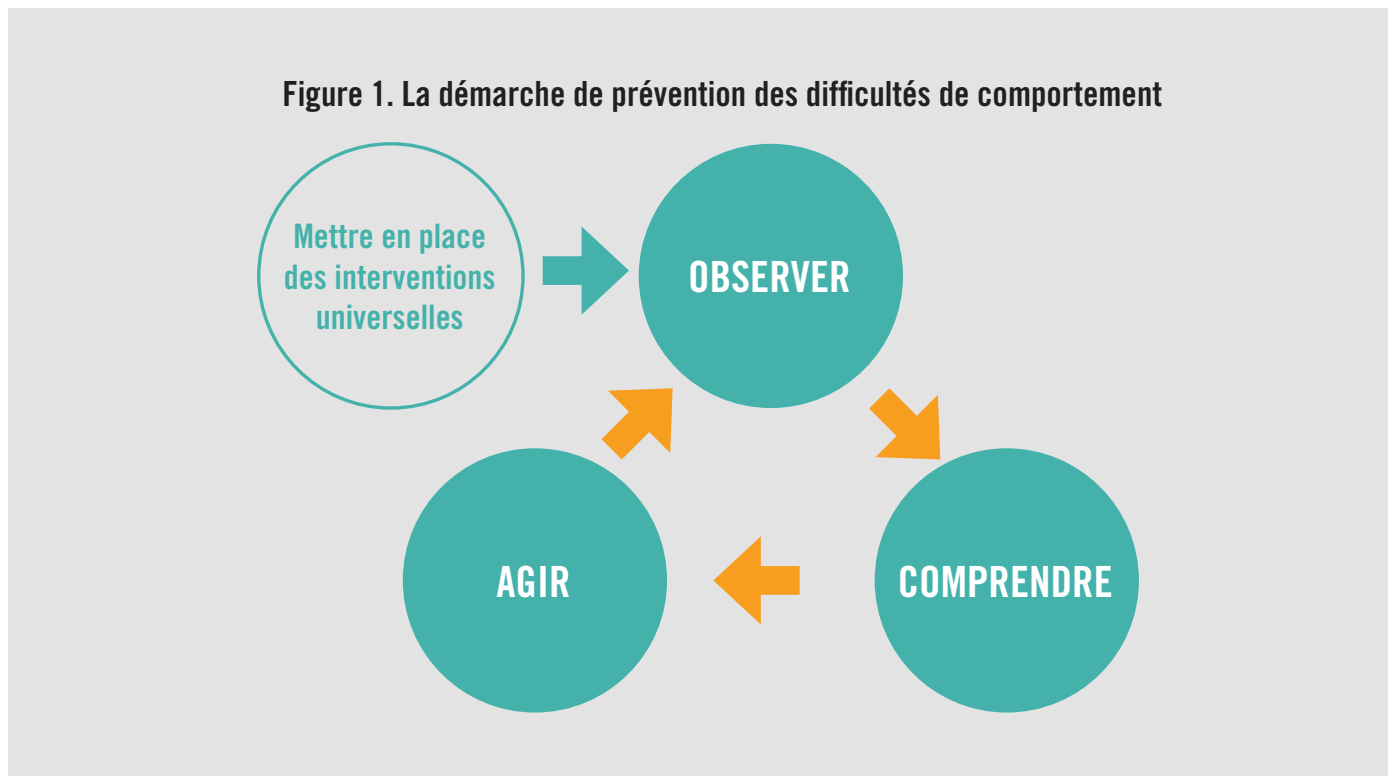 Figure 1. La démarche de prévention des difficultés de comportement
Mettre en place
des interventions
universelles
OBSERVER
AGIR
COMPRENDRE